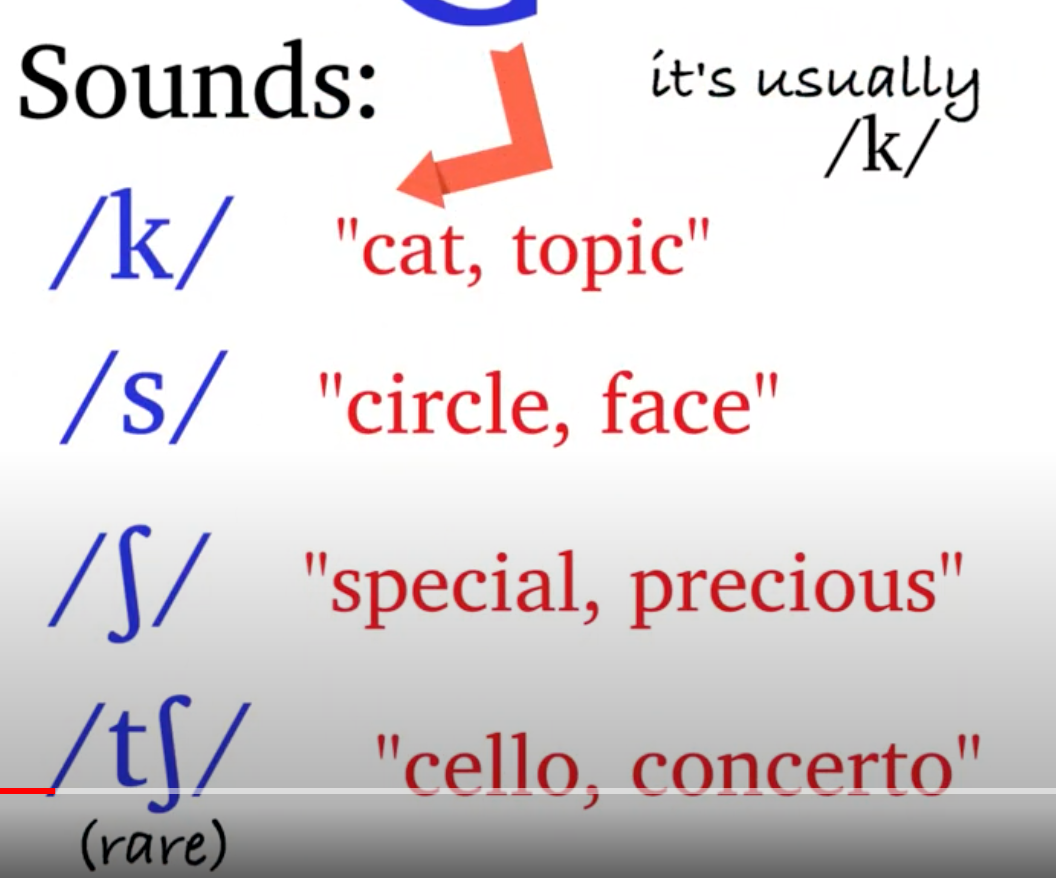 Sounds:
it's usually
/k/
/k/ "cat, topic"
/s/ "circle, face"
/ʃ/ "special, precious"
/tʃ/ "cello, concerto"
(rare)